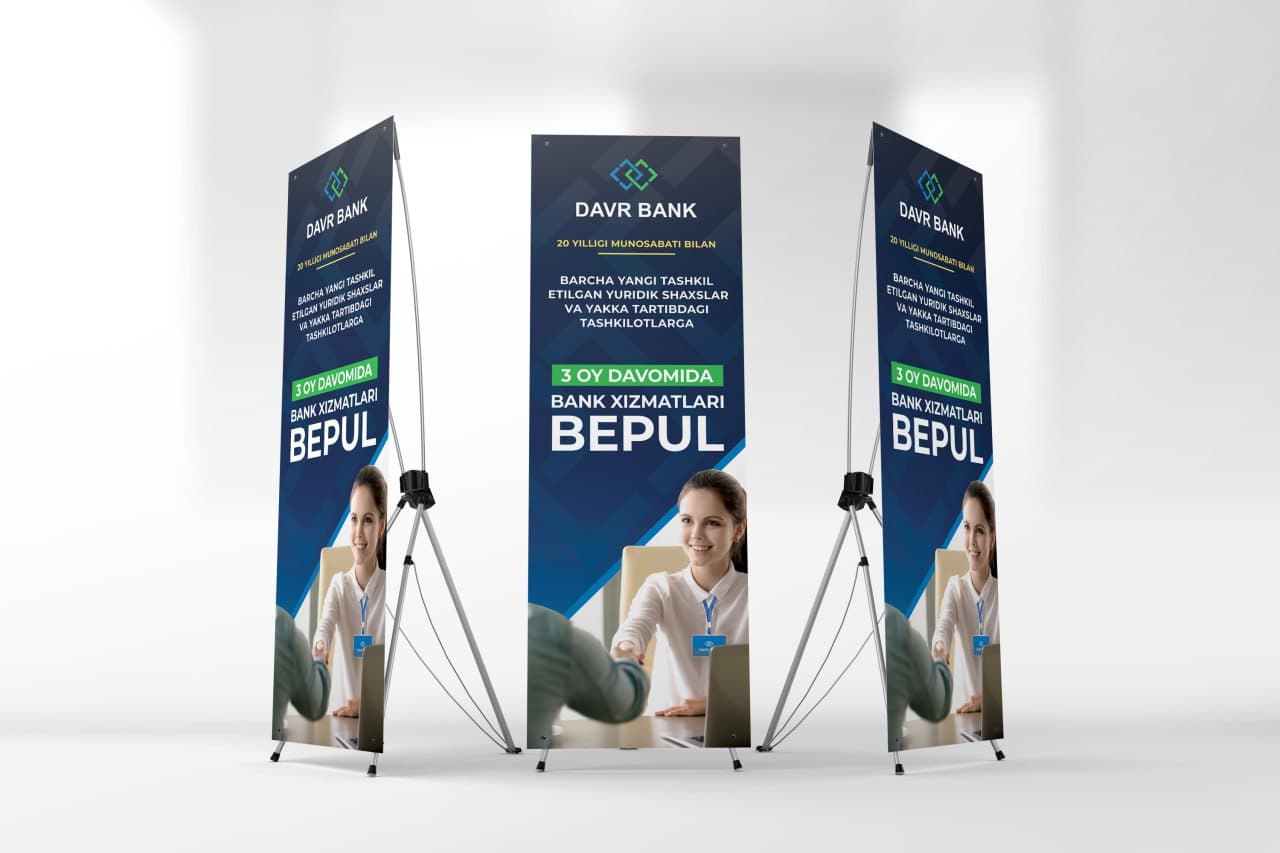 DAVR BANK
20 YILLIGI MUNOSABATI BILAN
BARCHA YANGI TASHKIL
ETILGAN YURIDIK SHAXSLAR
VA YAKKA TARTIBDAGI
TASHKILOTLARGA
3 OY DAVOMIDA
BANK XIZMATLARI
BEPUL
DAVR BANK
20 YILLIGI MUNOSABATI BILAN
BARCHA YANGI TASHKIL
ETILGAN YURIDIK SHAXSLAR
VA YAKKA TARTIBDAGI
TASHKILOTLARGA
3 OY DAVOMIDA
BANK XIZMATLARI
BEPUL
DAVR BANK
20 YILLIGI MUNOSABATI BILAN
BARCHA YANGI TASHKIL
ETILGAN YURIDIK SHAXSLAR
VA YAKKA TARTIBDAGI
TASHKILOTLARGA
3 OY DAVOMIDA
BANK XIZMATLARI
BEPUL